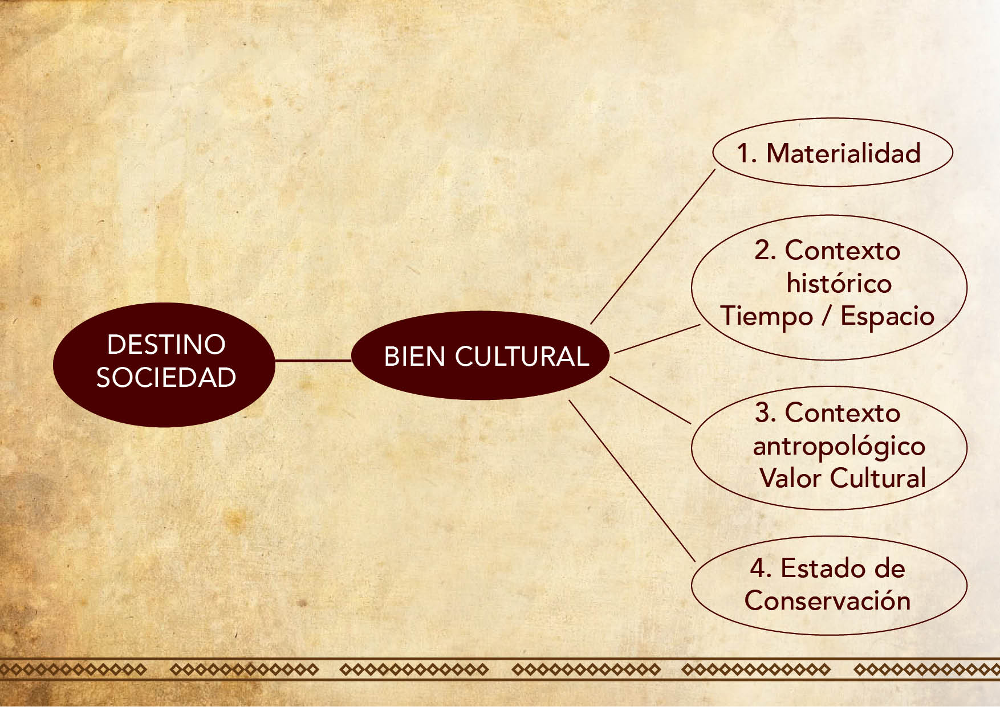 DESTINO
SOCIEDAD
BIEN CULTURAL
1. Materialidad
2. Contexto
histórico
Tiempo / Espacio
3. Contexto
antropológico
Valor Cultural
4. Estado de
Conservación